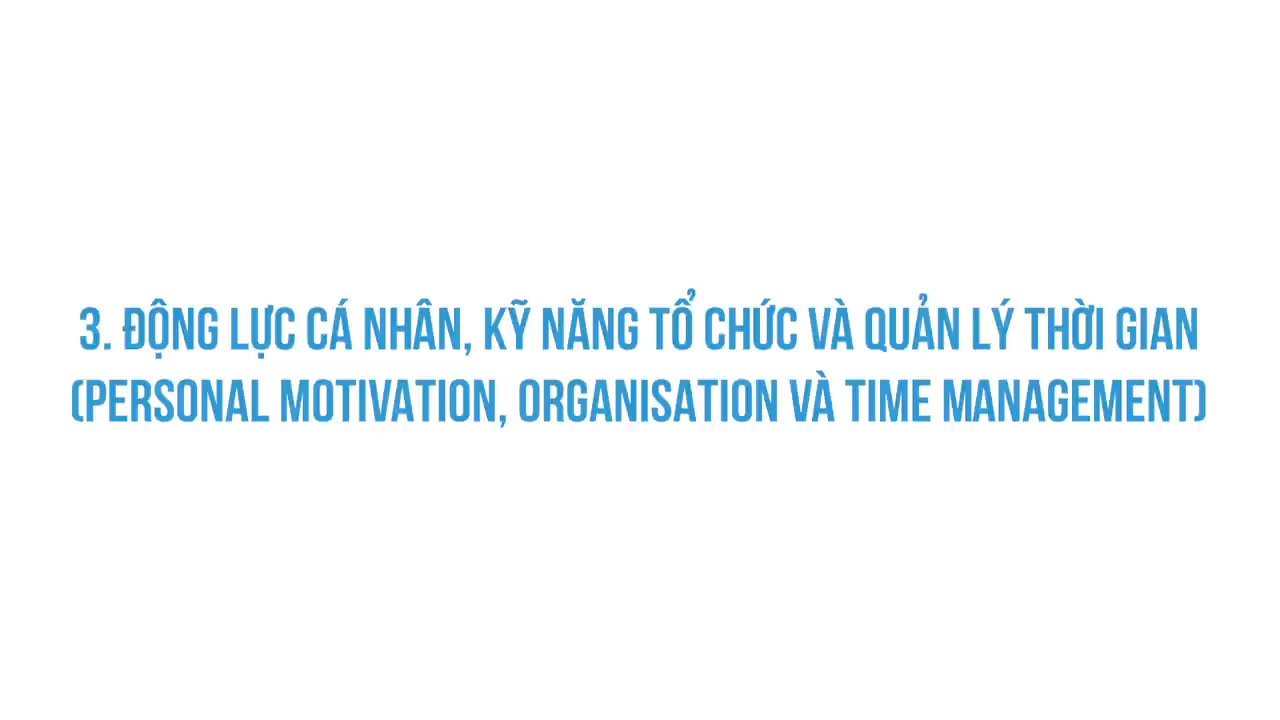 3. ĐỘNG LỰC CÁ NHÂN, KỸ NĂNG TỔ CHỨC VÀ QUẢN LÝ THỜI GIAN
(PERSONAL MOTIVATION, ORGANISATION VÀ TIME MANAGEMENT)